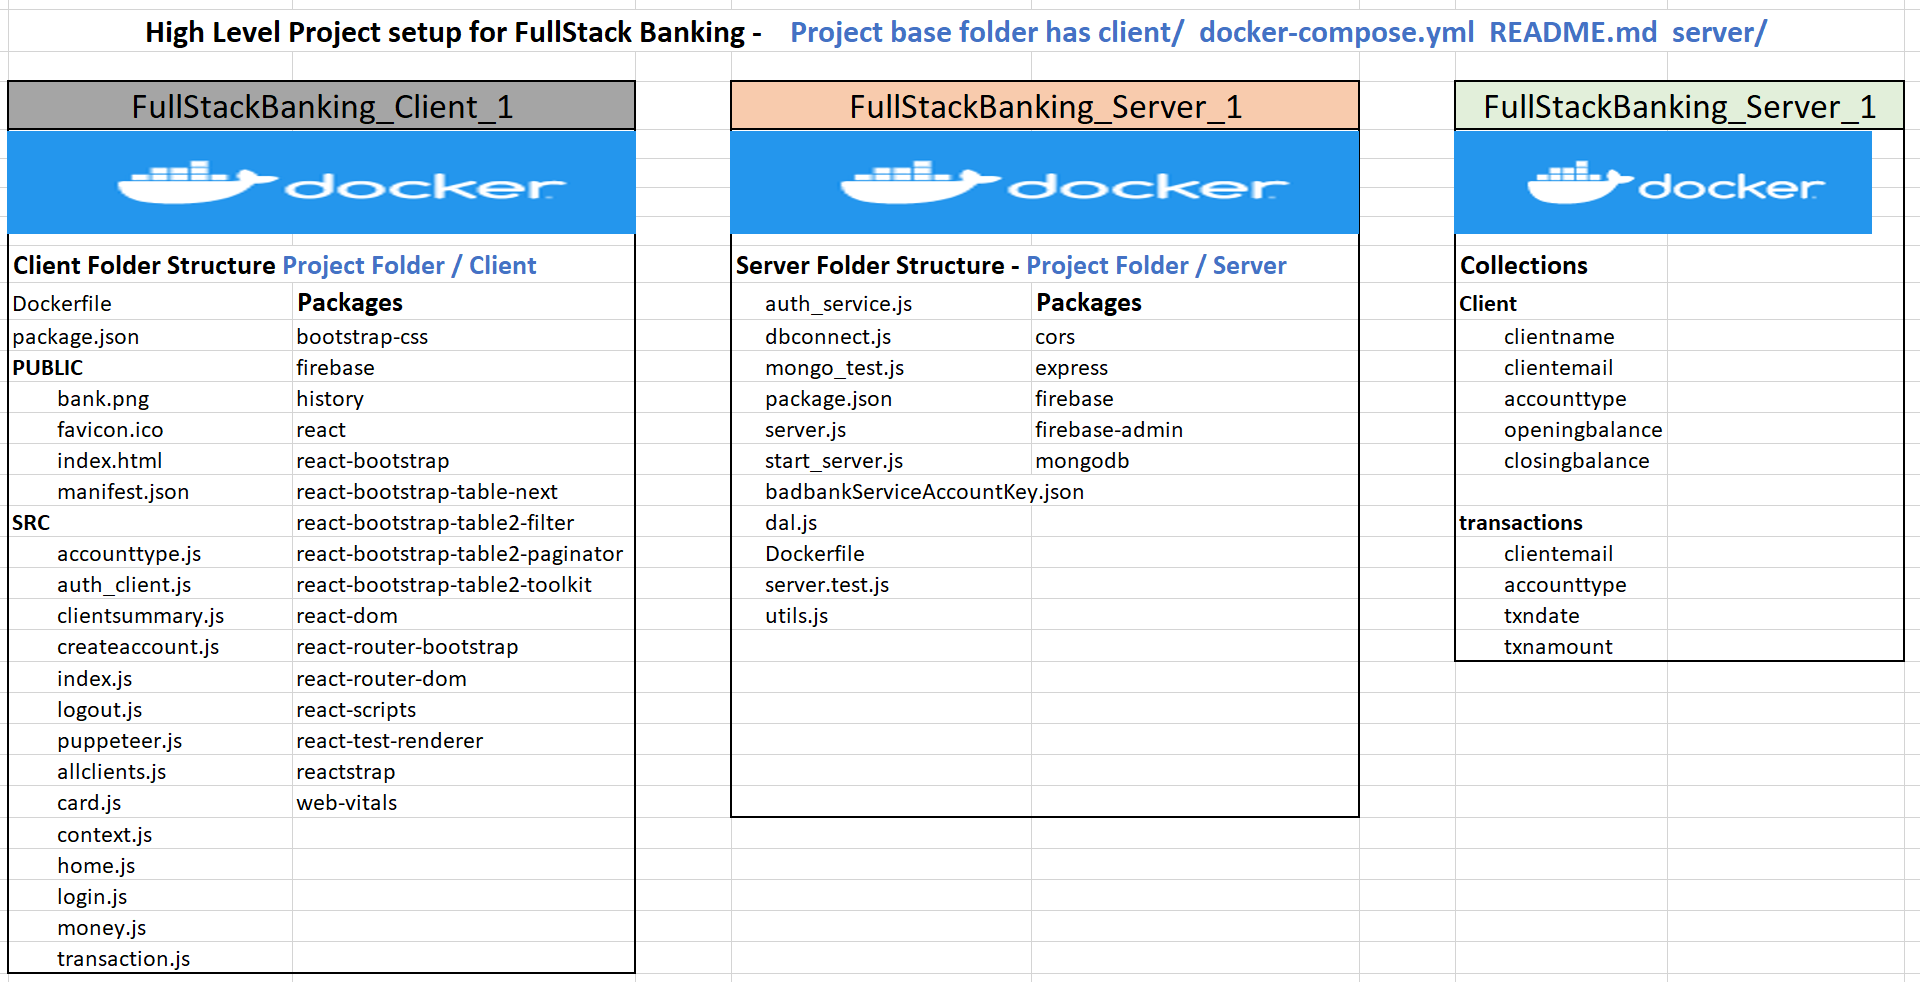 High Level Project setup for FullStack Banking - Project base folder has client/ docker-compose.yml README.md server/
FullStackBanking_Client_1
docker
Client Folder Structure Project Folder / Client
Dockerfile
package.json
PUBLIC
bank.png
favicon.ico
index.html
manifest.json
SRC
accounttype.js
auth_client.js
clientsummary.js
createaccount.js
index.js
logout.js
puppeteer.js
allclients.js
card.js
context.js
home.js
login.js
money.js
transaction.js
Packages
bootstrap-css
firebase
history
react
react-bootstrap
react-bootstrap-table-next
react-bootstrap-table2-filter
react-bootstrap-table2-paginator
react-bootstrap-table2-toolkit
react-dom
react-router-bootstrap
react-router-dom
react-scripts
react-test-renderer
reactstrap
web-vitals
FullStackBanking_Server_1
docker
Server Folder Structure - Project Folder / Server
auth_service.js
dbconnect.js
mongo_test.js
package.json
server.js
start_server.js
badbankServiceAccountKey.json
dal.js
Dockerfile
server.test.js
utils.js
Packages
cors
express
firebase
firebase-admin
mongodb
FullStackBanking_Server_1
docker
Collections
Client
clientname
clientemail
accounttype
openingbalance
closingbalance
transactions
clientemail
accounttype
txndate
txnamount